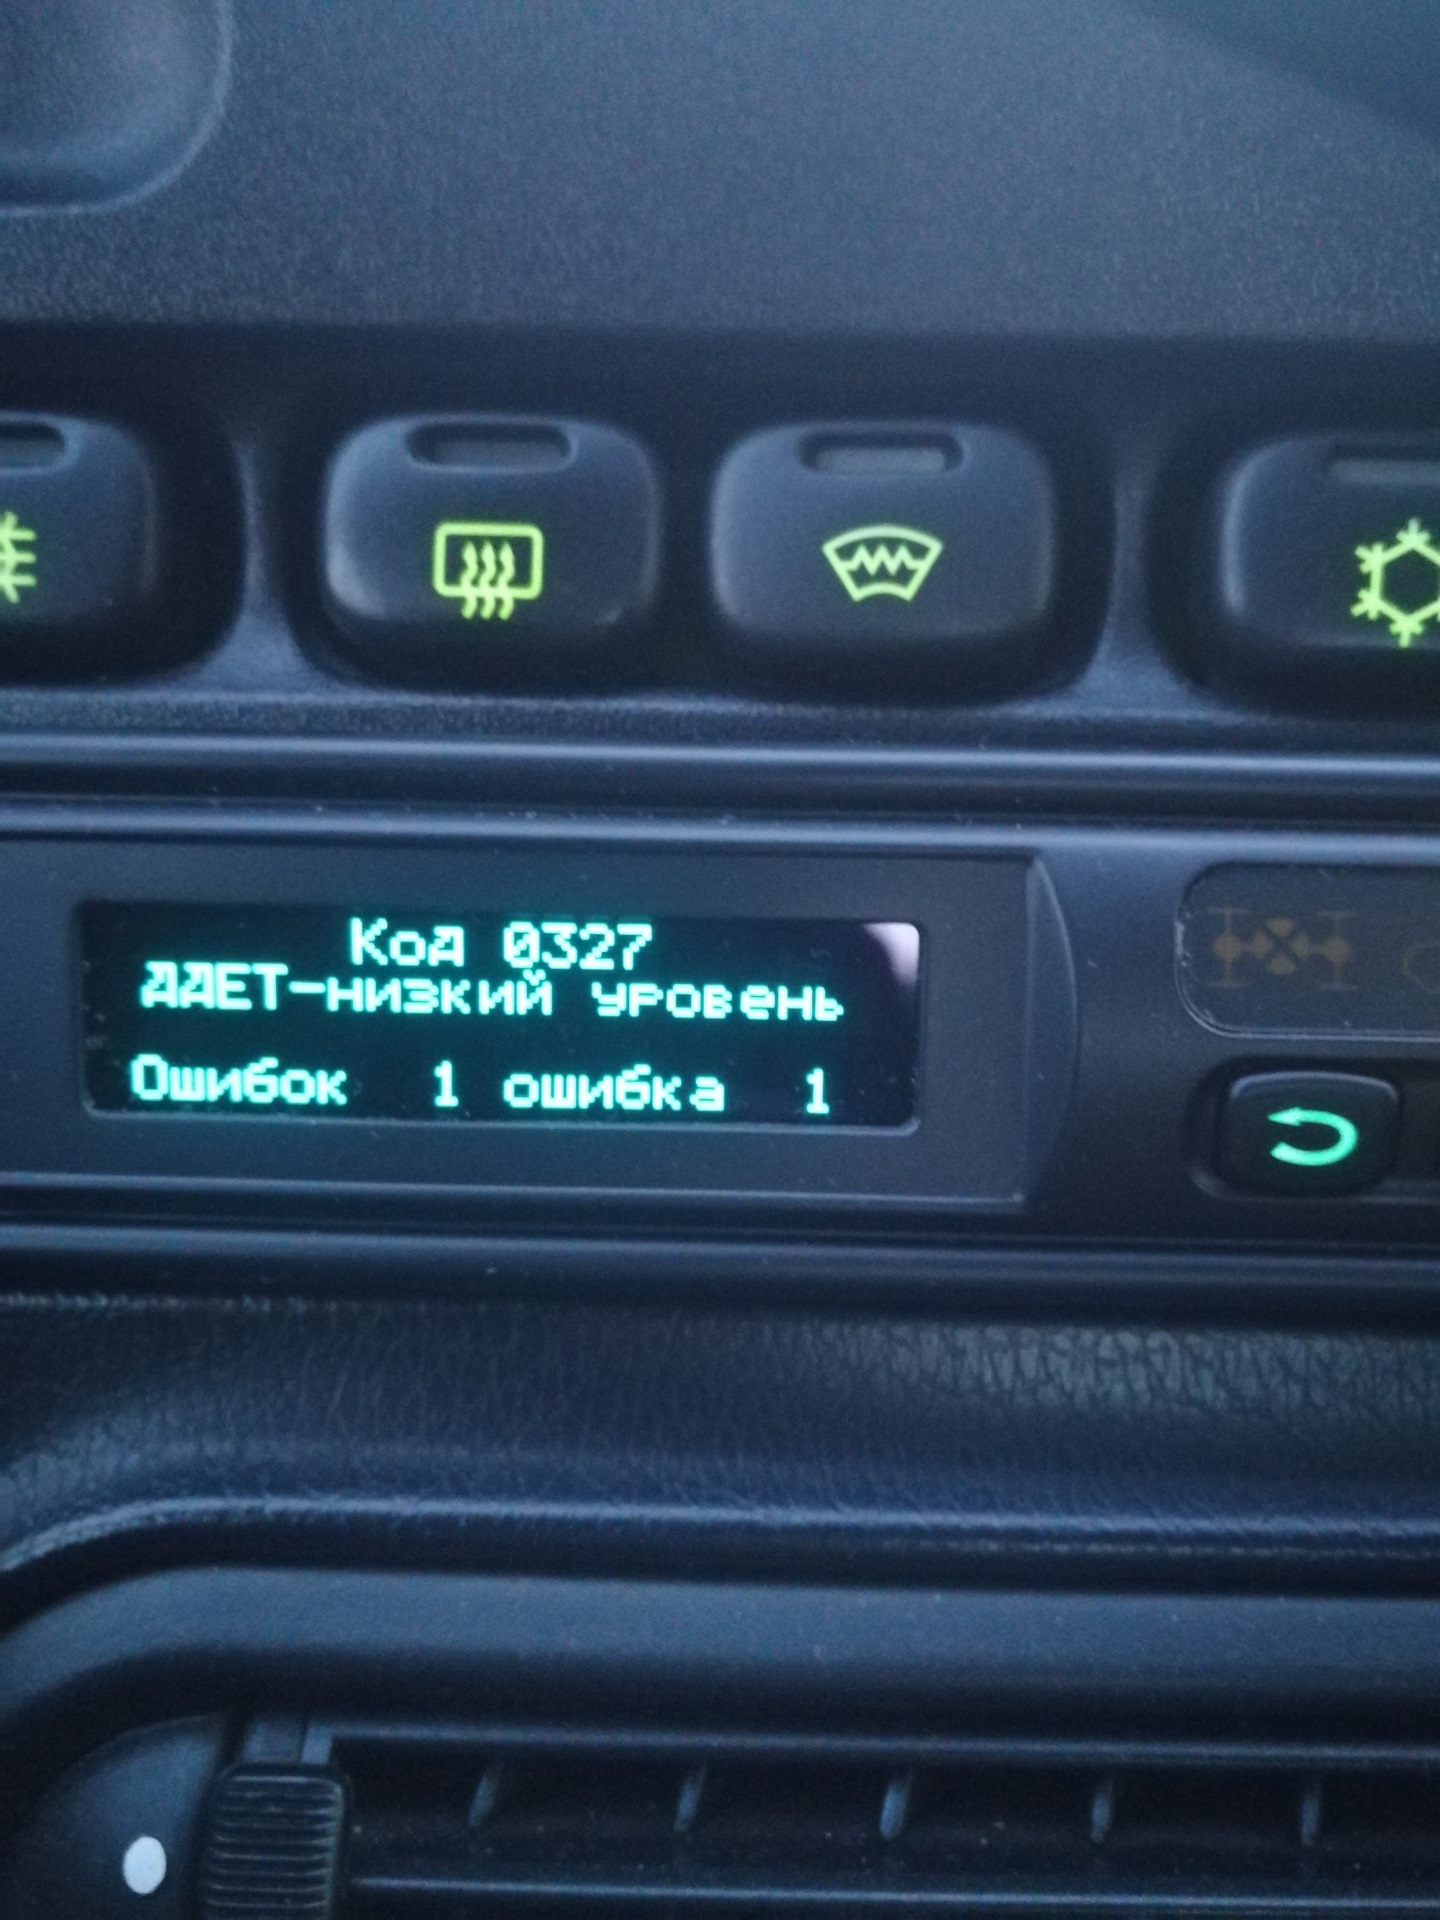 Код 0327
ДДЕТ-низкий уровень
Ошибок 1 ошибка 1